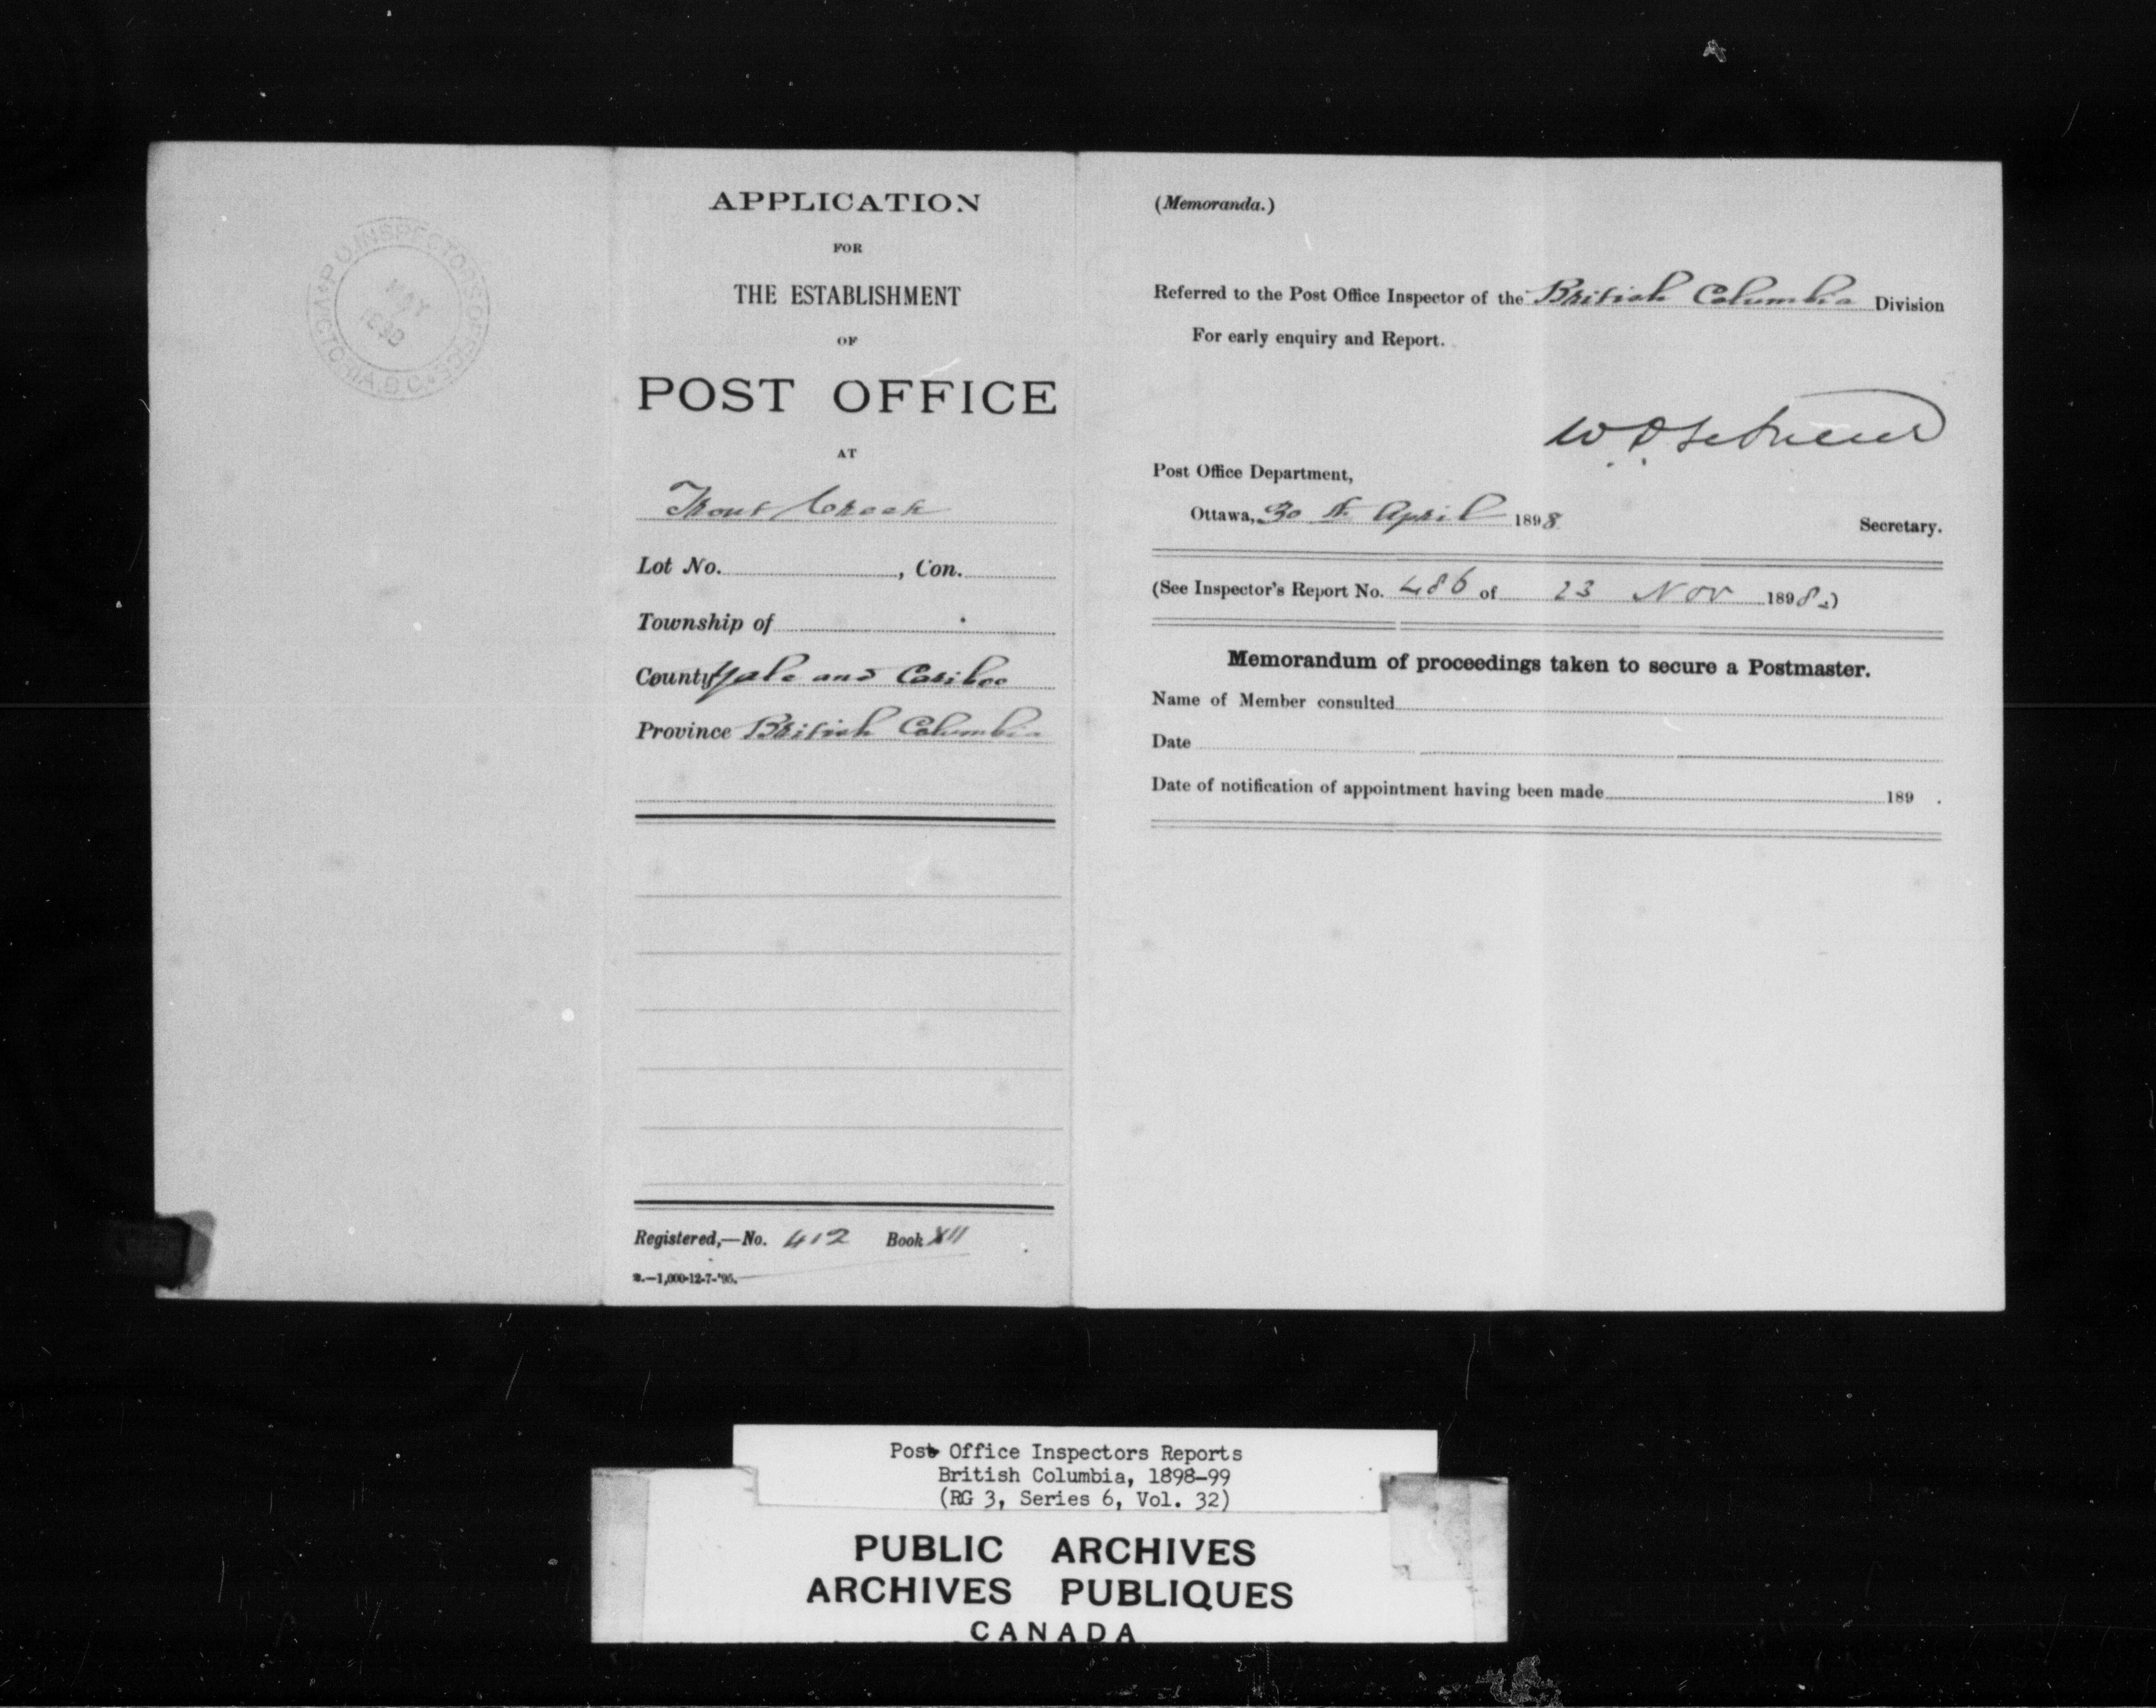 P.O. INSPECTOR'S OFFICE
VICTORIA, B.C.
MAY
1898
APPLICATION
FOR
THE ESTABLISHMENT
OF
POST OFFICE
AT
Trout Creek
Lot No. , Con.
Township of
County Yale and Cariboo
Province British Columbia
Registered,—No. 412 Book XII
—1,000-12-7-'95.
(Memoranda.)
Referred to the Post Office Inspector of the British Columbia Division
For early enquiry and Report.
Post Office Department,
Ottawa, 30th April 1898
Secretary.
(See Inspector's Report No. 486 of 23 Nov 1898.)
Memorandum of proceedings taken to secure a Postmaster.
Name of Member consulted
Date
Date of notification of appointment having been made 189 .
Post Office Inspectors Reports
British Columbia, 1898-99
(RG 3, Series 6, Vol. 32)
PUBLIC ARCHIVES
ARCHIVES PUBLIQUES
CANADA